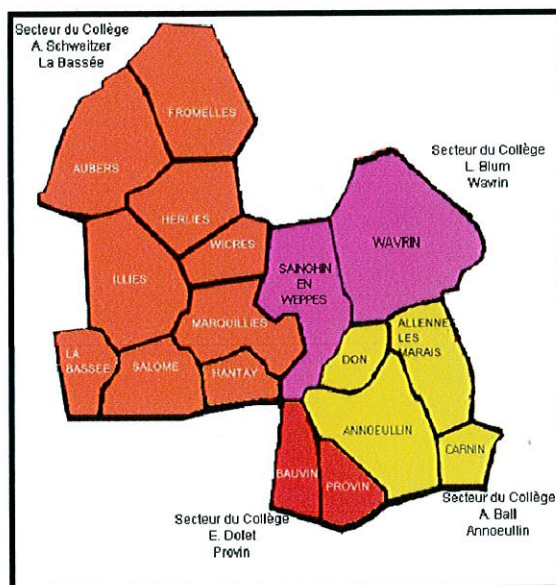 Secteur du Collège
A. Schweitzer
La Bassée
FROMELLES
AUBERS
Secteur du Collège
L. Blum
Wavrin
HERLIES
WICRES
WAVRIN
SAINGHIN
EN
WEPPES
ILLIES
MARQUILLIES
ALLENNE
LES
MARAIS
LA
BASSEE
SALOME
HANTAY
DON
ANNOEULLIN
CARNIN
BAUVIN
PROVIN
Secteur du Collège
A. Ball
Annoeullin
Secteur du Collège
E. Dolet
Provin